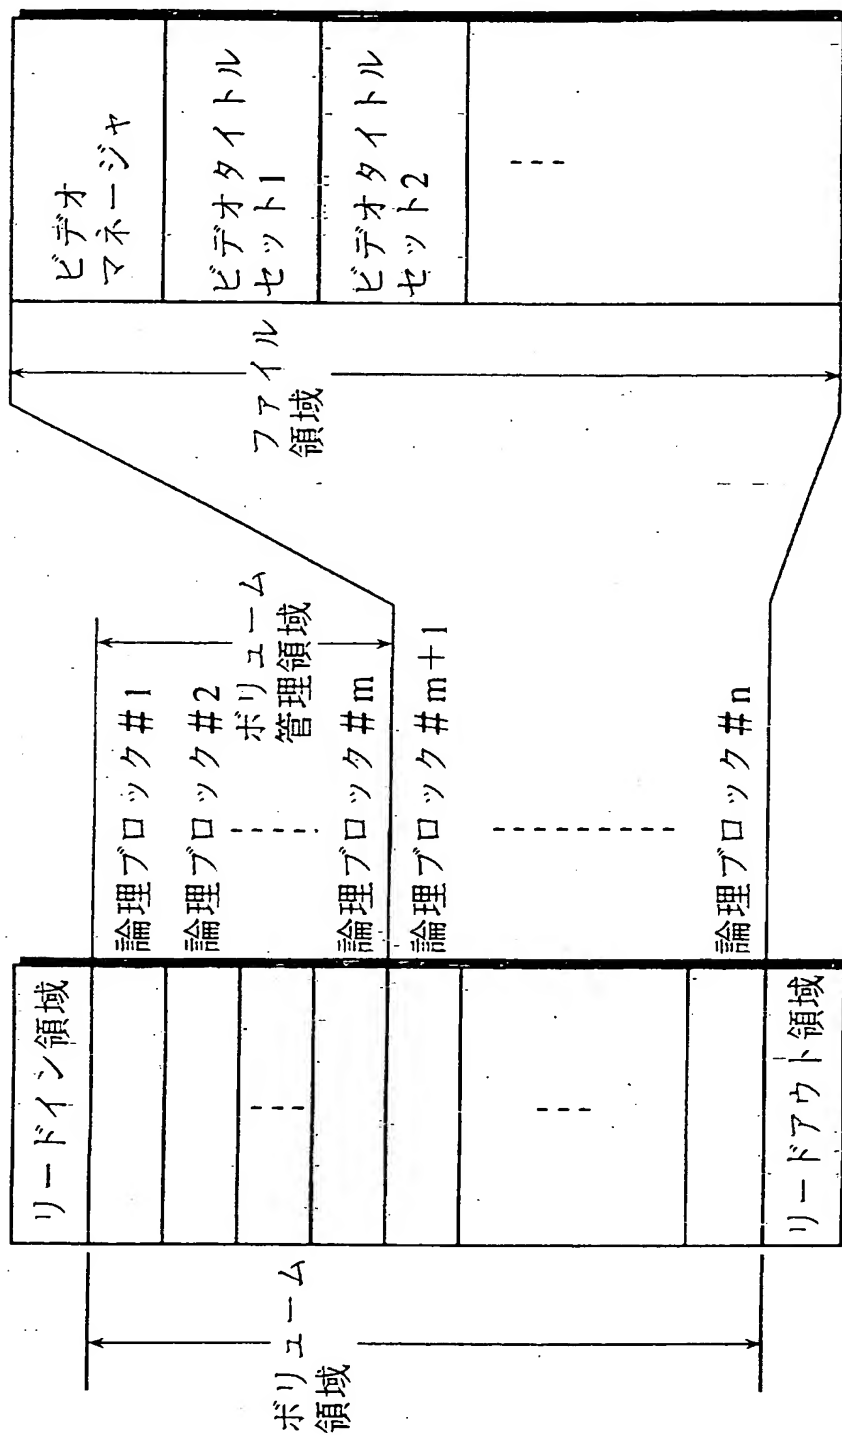 ボリューム
領域
リードイン領域
リードアウト領域
論理ブロック#1
論理ブロック#2
論理ブロック#m
論理ブロック#m+1
論理ブロック#n
ボリューム
管理領域
ファイル
領域
ビデオ
マネージャ
ビデオタイトル
セット1
ビデオタイトル
セット2